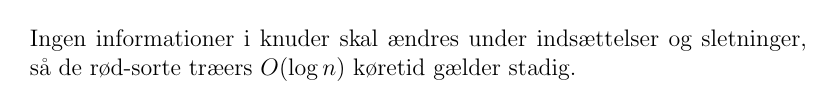 Ingen informationer i knuder skal ændres under indsættelser og sletninger,
så de rød-sorte træers O(log n) køretid gælder stadig.